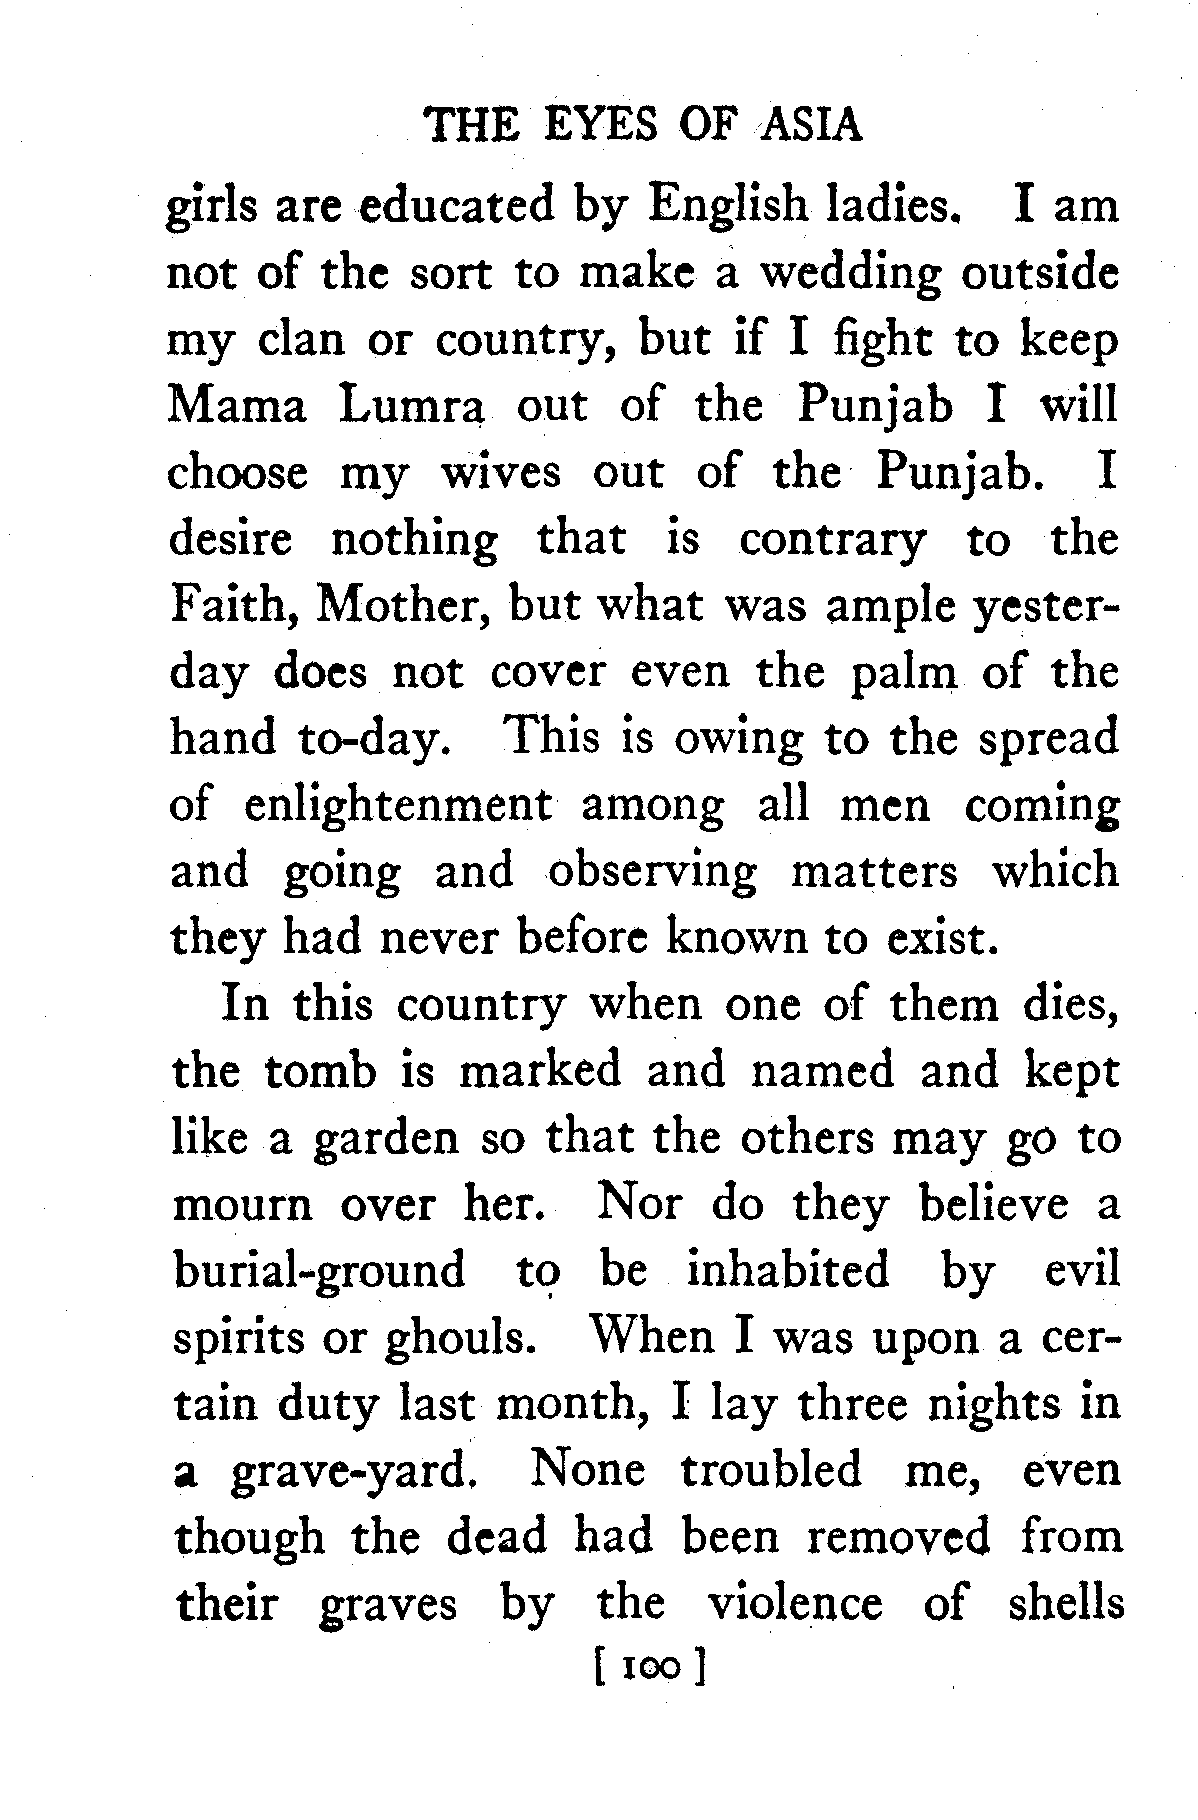 THE EYES OF ASIA
girls are educated by English ladies. I am
not of the sort to make a wedding outside
my clan or country, but if I fight to keep
Mama Lumra out of the Punjab I will
choose my wives out of the Punjab. I
desire nothing that is contrary to the
Faith, Mother, but what was ample yester-
day does not cover even the palm of the
hand to-day. This is owing to the spread
of enlightenment among all men coming
and going and observing matters which
they had never before known to exist.
In this country when one of them dies,
the tomb is marked and named and kept
like a garden so that the others may go to
mourn over her. Nor do they believe a
burial-ground to be inhabited by evil
spirits or ghouls. When I was upon a cer-
tain duty last month, I lay three nights in
a grave-yard. None troubled me, even
though the dead had been removed from
their graves by the violence of shells
[ 100 ]